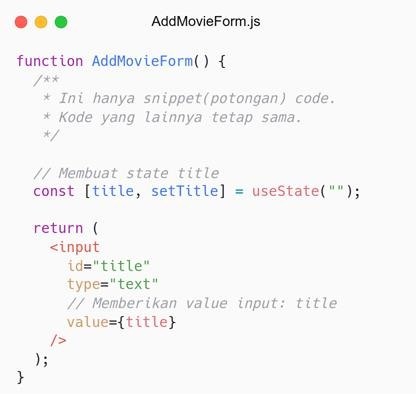 AddMovieForm.js
function AddMovieForm() {
  /**
   * Ini hanya snippet(potongan) code.
   * Kode yang lainnya tetap sama.
   */
  // Membuat state title
  const [title, setTitle] = useState("");
  return (
    <input
      id="title"
      type="text"
      // Memberikan value input: title
      value={title}
    />
  );
}